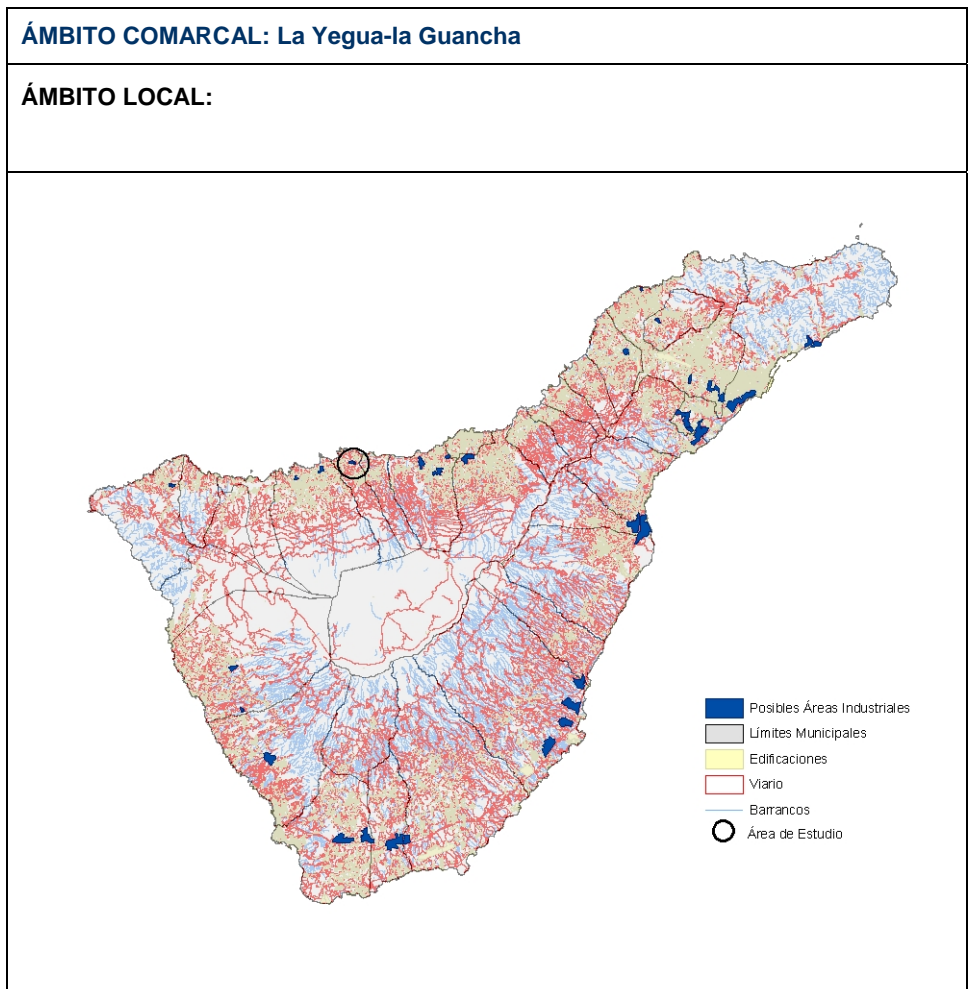 ÁMBITO COMARCAL: La Yegua-la Guancha
ÁMBITO LOCAL:
Posibles Áreas Industriales
Límites Municipales
Edificaciones
Viario
Barrancos
Área de Estudio